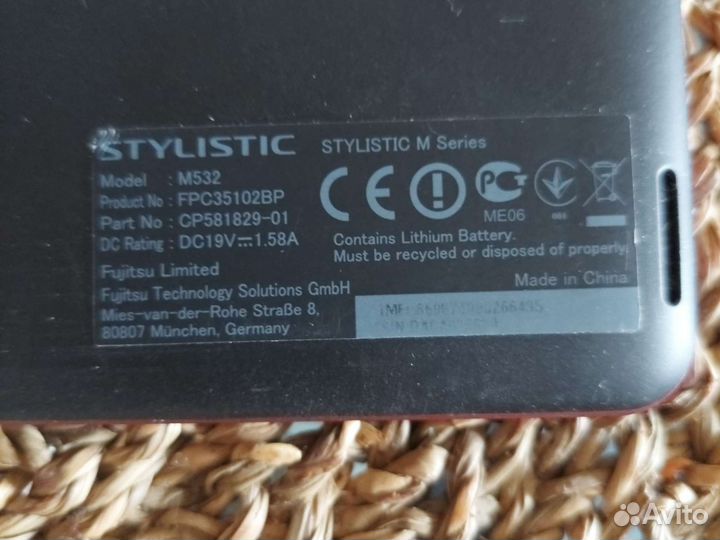 STYLISTIC STYLISTIC M Series
Model : M532
Product No : FPC35102BP
Part No : CP581829-01
DC Rating : DC19V⎓1.58A
CE
PC
ME06
Contains Lithium Battery.
Must be recycled or disposed of properly.
Fujitsu Limited
Made in China
Fujitsu Technology Solutions GmbH
Mies-van-der-Rohe Straße 8,
80807 München, Germany
Avito